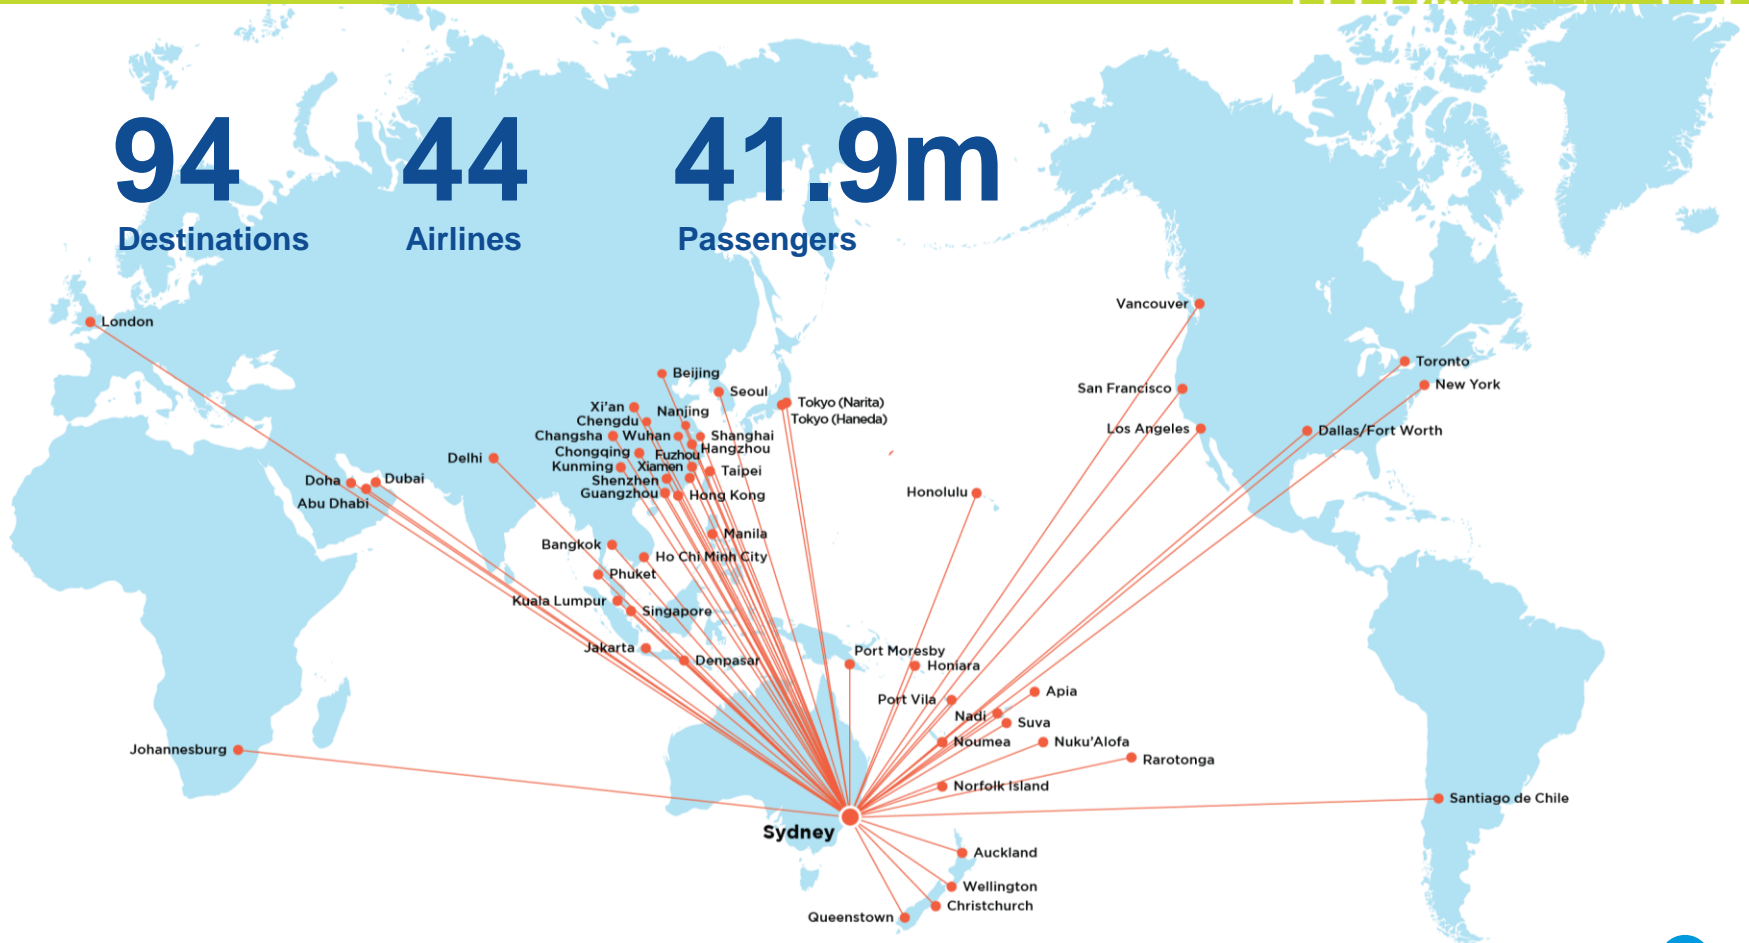 94
44
41.9m
Destinations
Airlines
Passengers
Vancouver
London
Toronto
Beijing
New York
San Francisco
Seoul
Tokyo (Narita)
Xi'an
Nanjing
Tokyo (Haneda)
Chengdu
Los Angeles
Dallas/Fort Worth
Changsha
Wuhan
Shanghai
Hangzhou
Chongqing
Fuzhou
Delhi
Kunming
Xiamen
Taipei
Doha
Dubai
Shenzhen
Guangzhou
Hong Kong
Honolulu
Abu Dhabi
Manila
Bangkok
Ho Chi Minh City
Phuket
Kuala Lumpur
Singapore
Jakarta
Port Moresby
Denpasar
Honiara
Apia
Port Vila
Nadi
Suva
Noumea
Nuku'Alofa
Johannesburg
Rarotonga
Norfolk Island
Santiago de Chile
Sydney
Auckland
Wellington
Christchurch
Queenstown